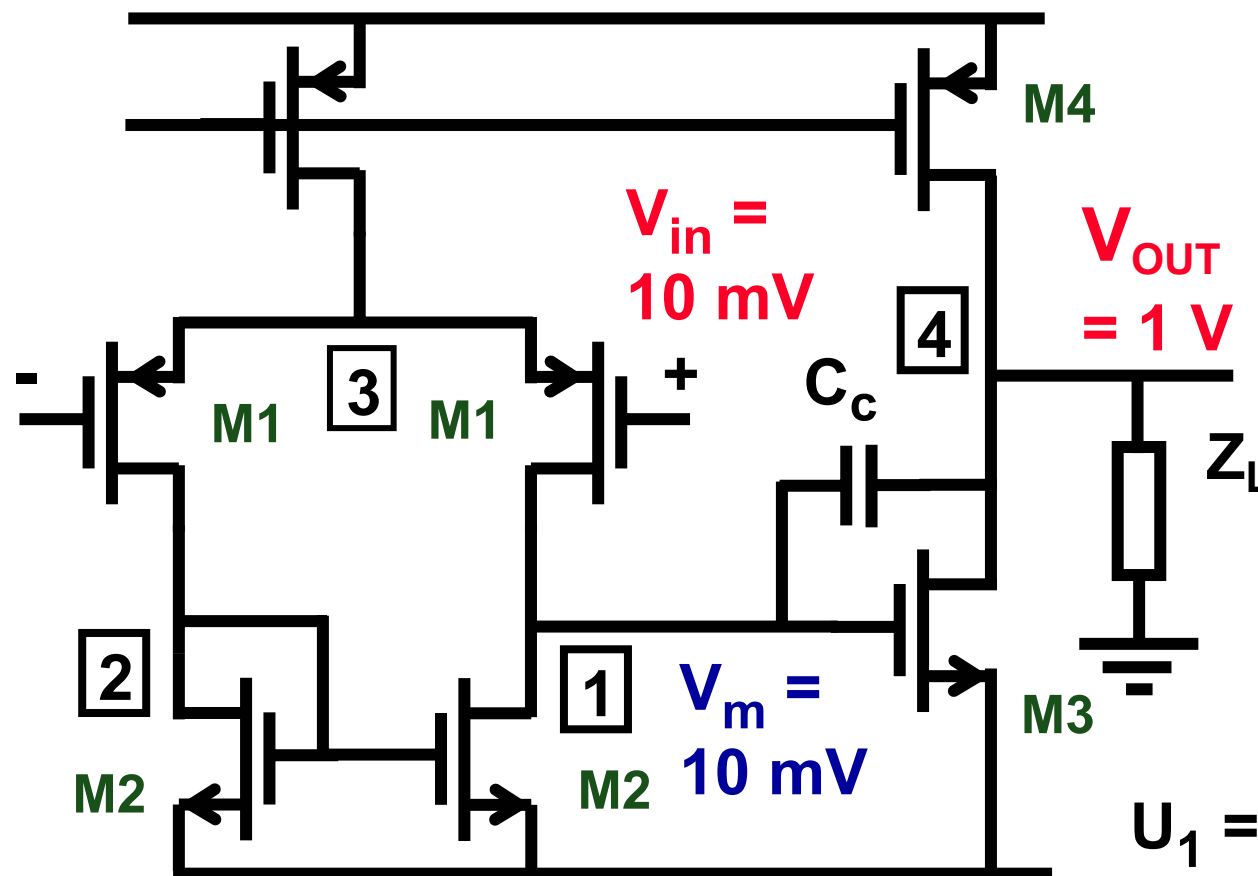 M4
V_in =
10 mV
V_OUT
= 1 V
4
-
M1
3
M1
+
C_c
Z_L
2
1
V_m =
10 mV
M3
M2
M2
U_1 =